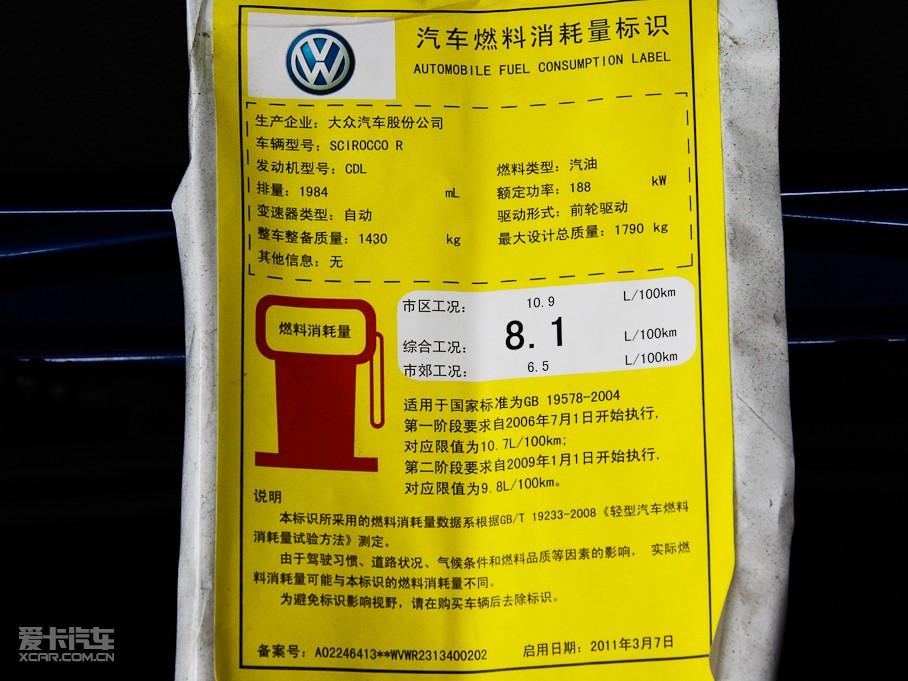 汽车燃料消耗量标识
AUTOMOBILE FUEL CONSUMPTION LABEL
生产企业：大众汽车股份公司
车辆型号：SCIROCCO R
发动机型号：CDL
燃料类型：汽油
排量：1984 mL
额定功率：188 kW
变速器类型：自动
驱动形式：前轮驱动
整车整备质量：1430 kg
最大设计总质量：1790 kg
其他信息：无
燃料消耗量
市区工况： 10.9 L/100km
综合工况： 8.1 L/100km
市郊工况： 6.5 L/100km
适用于国家标准为GB 19578-2004
第一阶段要求自2006年7月1日开始执行，
对应限值为10.7L/100km;
第二阶段要求自2009年1月1日开始执行，
对应限值为9.8L/100km。
说明
本标识所采用的燃料消耗量数据系根据GB/T 19233-2008《轻型汽车燃料
消耗量试验方法》测定。
由于驾驶习惯、道路状况、气候条件和燃料品质等因素的影响， 实际燃
料消耗量可能与本标识的燃料消耗量不同。
为避免标识影响视野，请在购买车辆后去除标识。
备案号：A02246413**WVWR2313400202
启用日期：2011年3月7日
爱卡汽车
XCAR.COM.CN